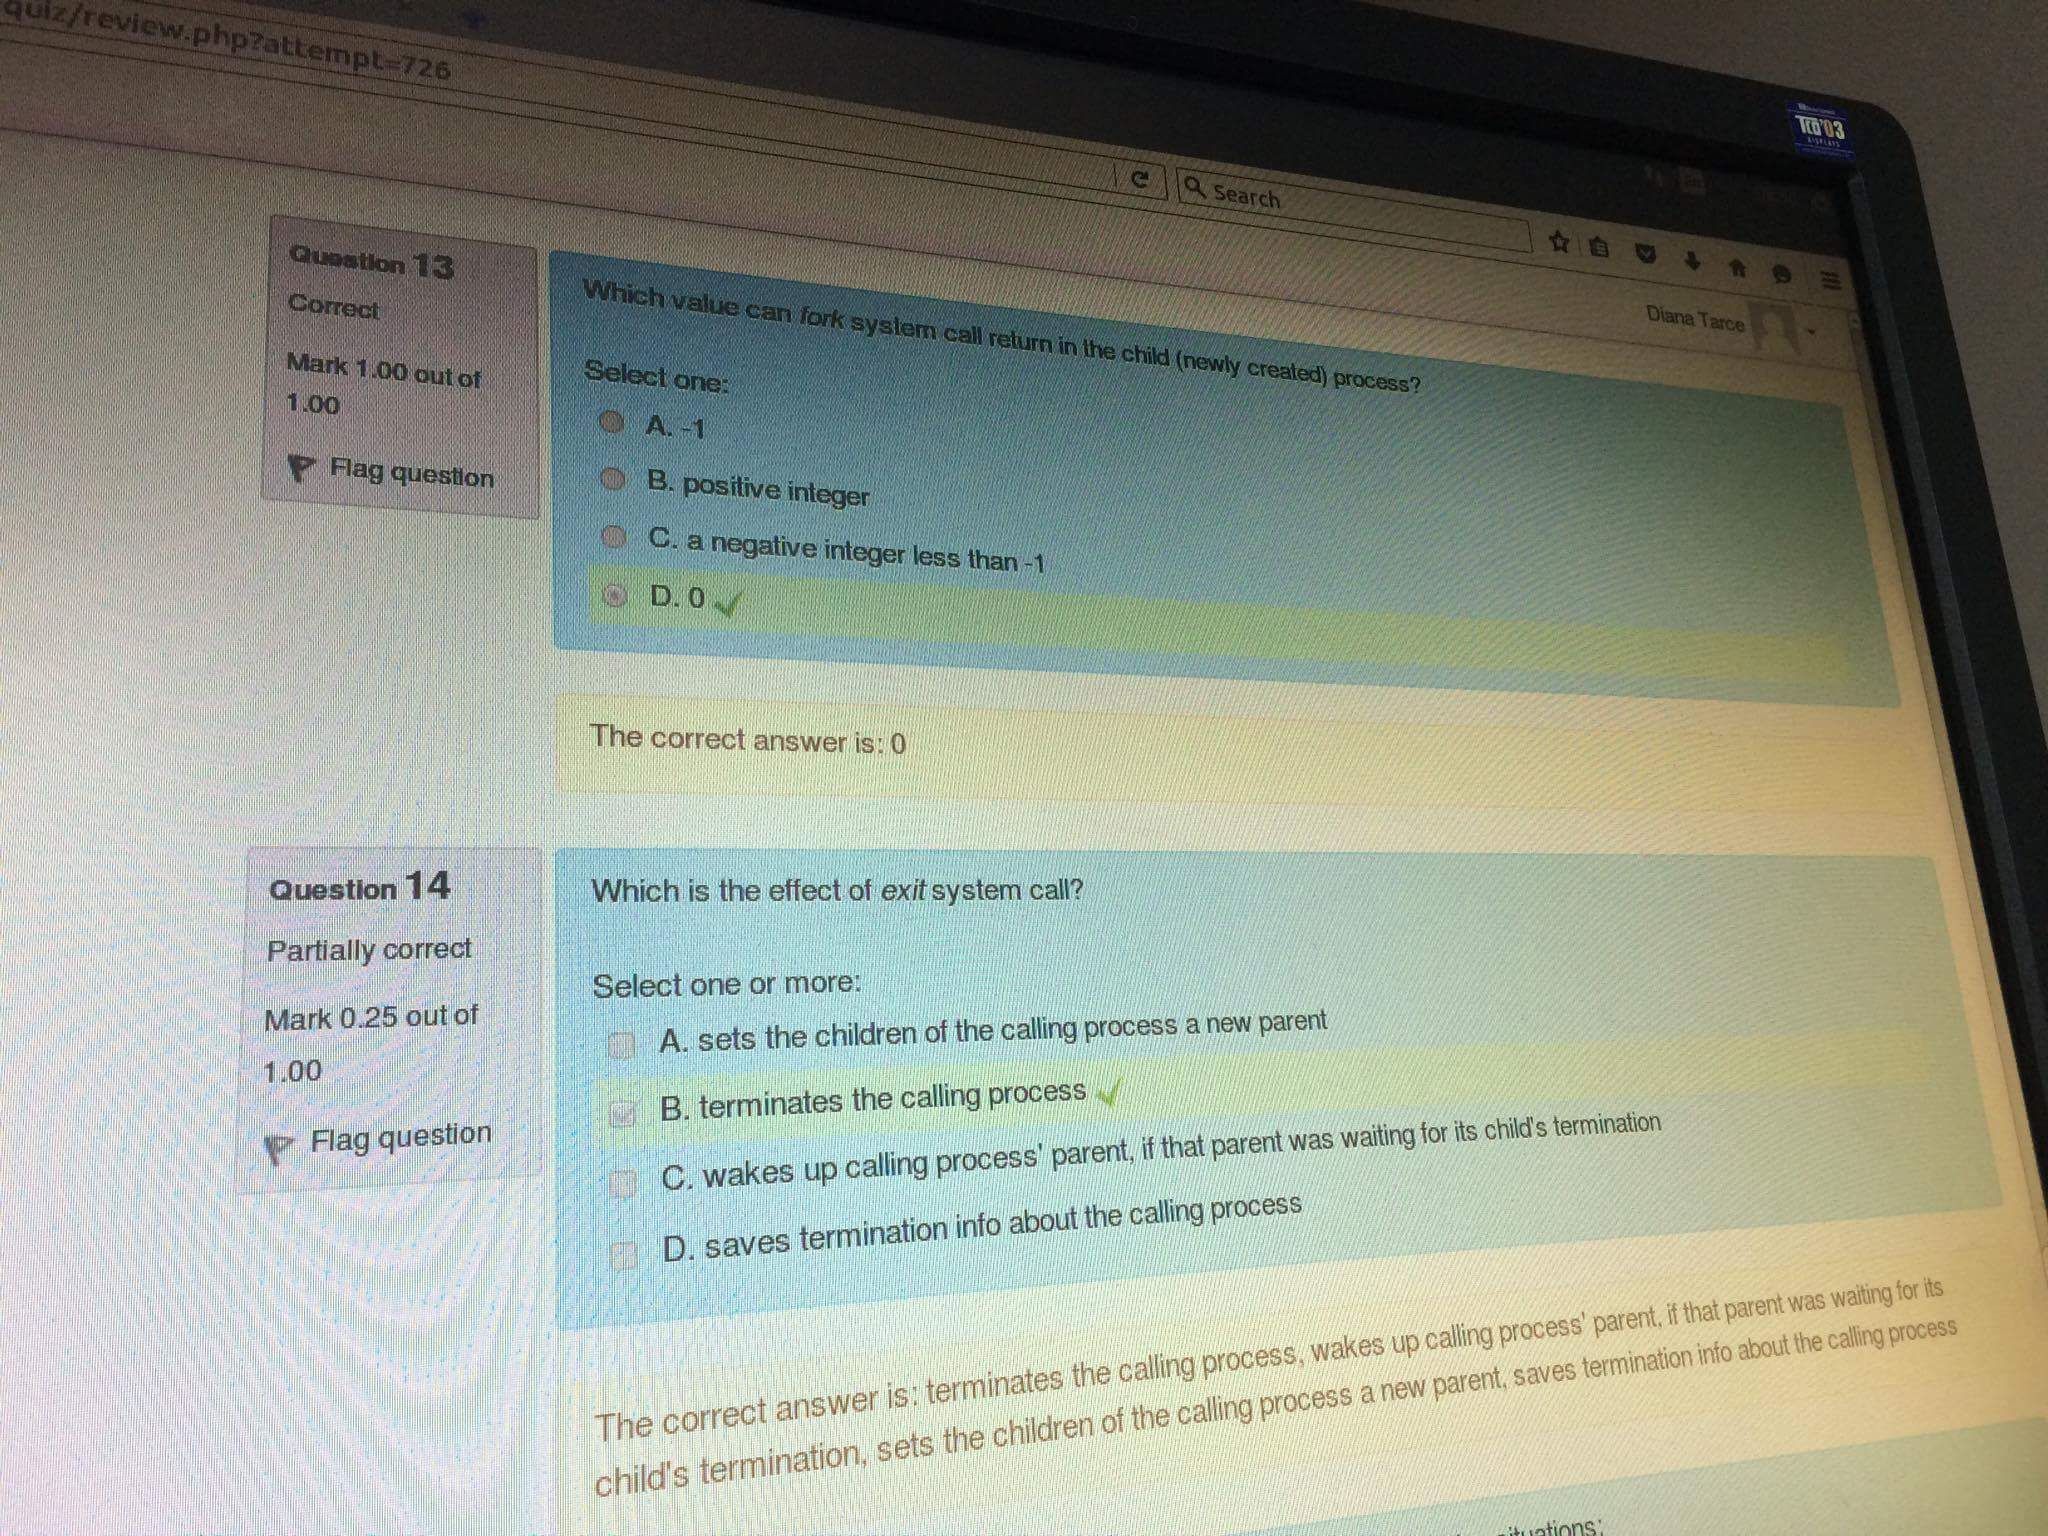 quiz/review.php?attempt=726
Search
TCO'03
DISPLAYS
Diana Tarce
Question 13
Correct
Mark 1.00 out of
1.00
Flag question
Which value can fork system call return in the child (newly created) process?
Select one:
A. -1
B. positive integer
C. a negative integer less than -1
D. 0
The correct answer is: 0
Question 14
Partially correct
Mark 0.25 out of
1.00
Flag question
Which is the effect of exit system call?
Select one or more:
A. sets the children of the calling process a new parent
B. terminates the calling process
C. wakes up calling process' parent, if that parent was waiting for its child's termination
D. saves termination info about the calling process
The correct answer is: terminates the calling process, wakes up calling process' parent, if that parent was waiting for its
child's termination, sets the children of the calling process a new parent, saves termination info about the calling process